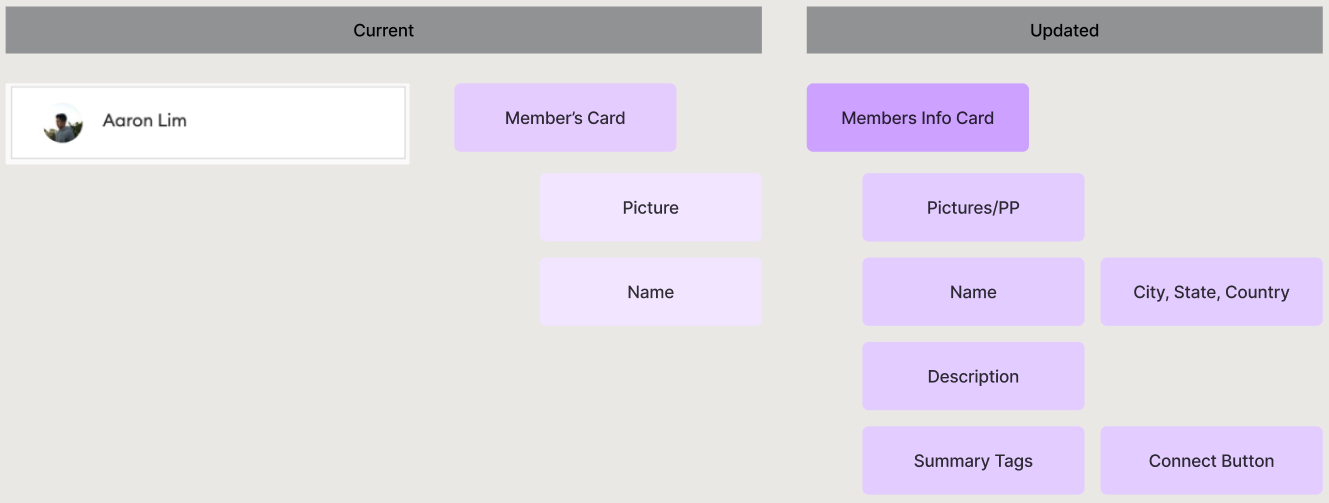 Current
Updated
Aaron Lim
Member’s Card
Members Info Card
Picture
Pictures/PP
Name
Name
City, State, Country
Description
Summary Tags
Connect Button